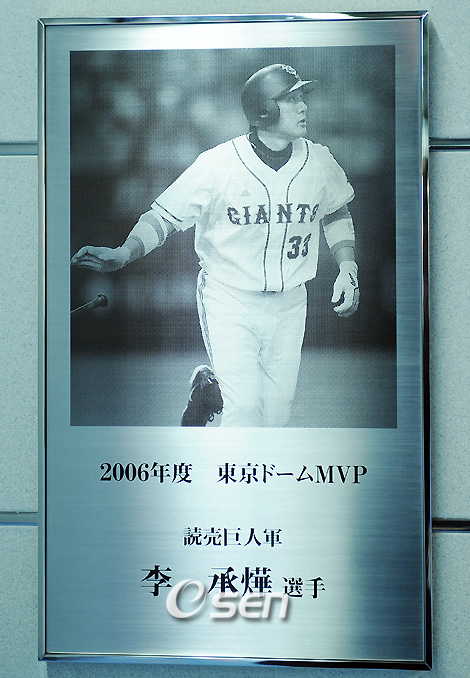 GIANTS
33
2006年度　東京ドームMVP
読売巨人軍
李　承燁 選手
OSEN